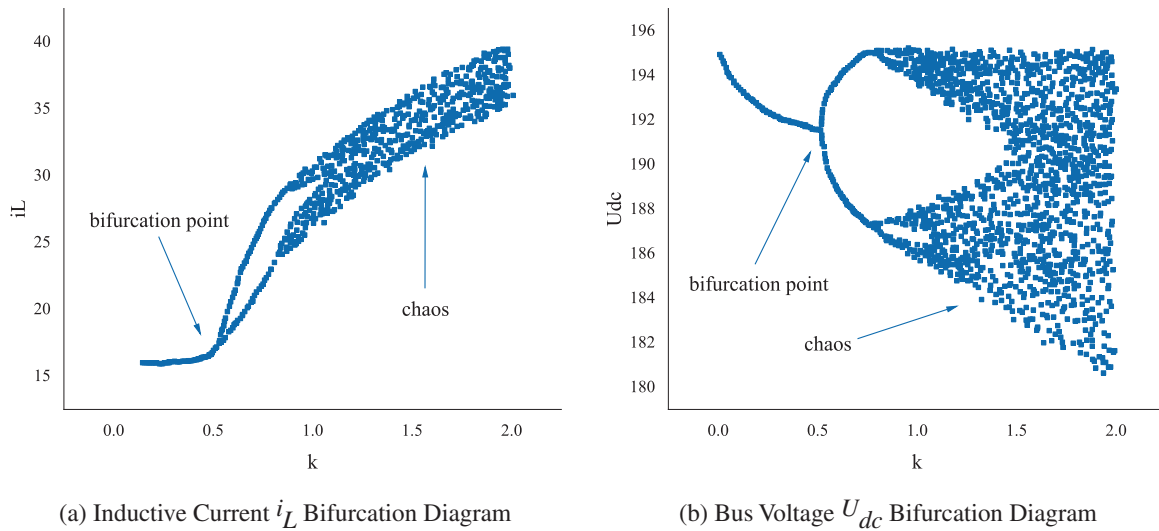 40
35
30
25
20
15
iL
bifurcation point
chaos
0.0 0.5 1.0 1.5 2.0
k
(a) Inductive Current iL Bifurcation Diagram
196
194
192
190
188
186
184
182
180
Udc
bifurcation point
chaos
0.0 0.5 1.0 1.5 2.0
k
(b) Bus Voltage Udc Bifurcation Diagram